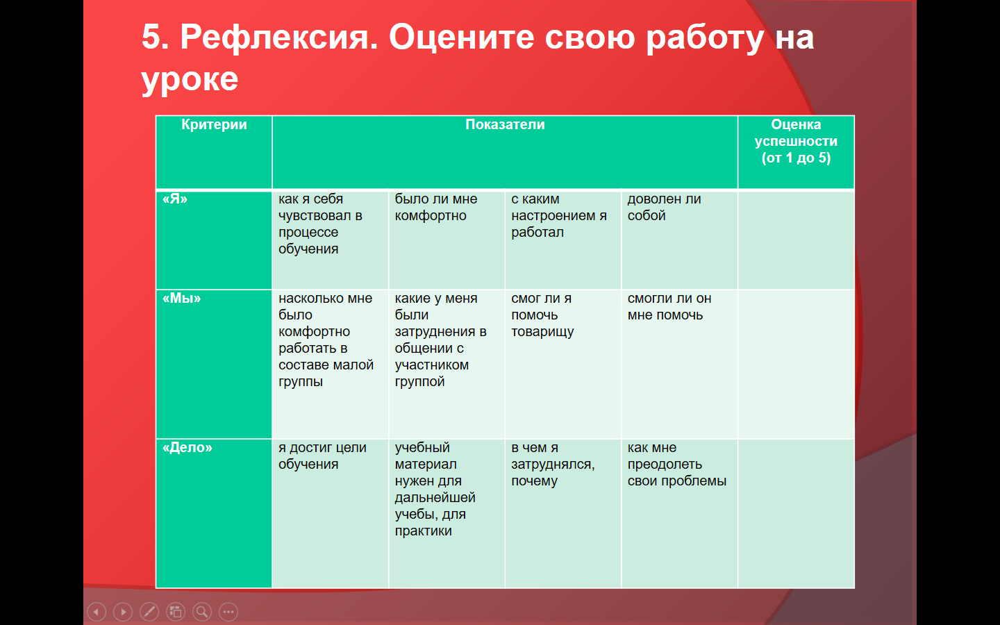 5. Рефлексия. Оцените свою работу на
уроке
Критерии
Показатели
Оценка
успешности
(от 1 до 5)
«Я»
как я себя
чувствовал в
процессе
обучения
было ли мне
комфортно
с каким
настроением я
работал
доволен ли
собой
«Мы»
насколько мне
было
комфортно
работать в
составе малой
группы
какие у меня
были
затруднения в
общении с
участником
группой
смог ли я
помочь
товарищу
смогли ли он
мне помочь
«Дело»
я достиг цели
обучения
учебный
материал
нужен для
дальнейшей
учебы, для
практики
в чем я
затруднялся,
почему
как мне
преодолеть
свои проблемы